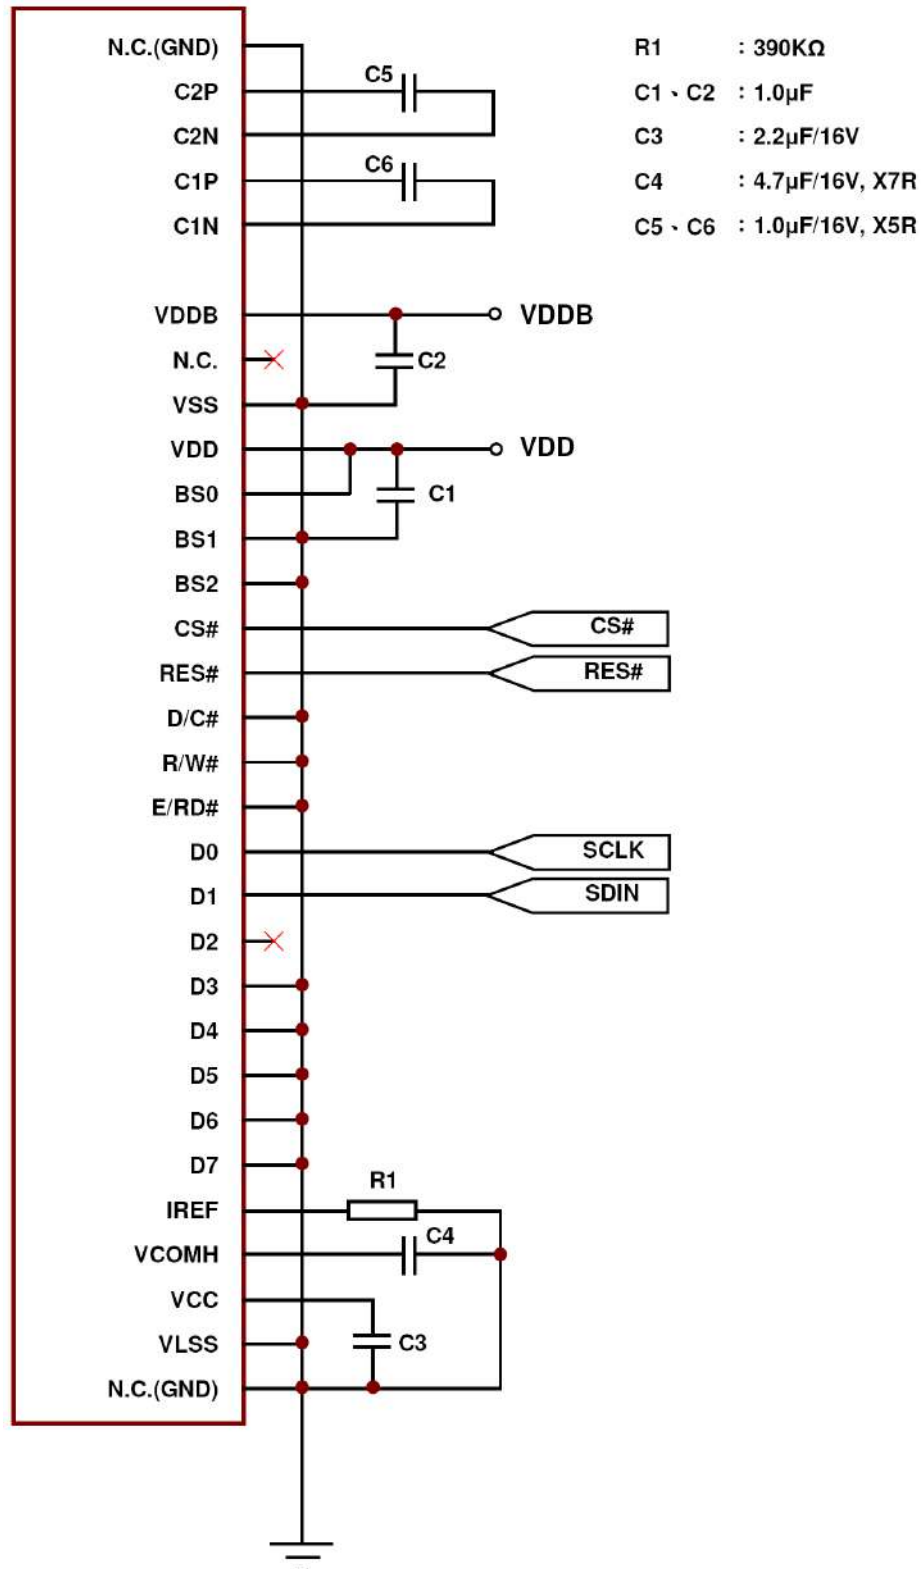 N.C.(GND)
C2P
C2N
C1P
C1N
VDDB
N.C.
VSS
VDD
BS0
BS1
BS2
CS#
RES#
D/C#
R/W#
E/RD#
D0
D1
D2
D3
D4
D5
D6
D7
IREF
VCOMH
VCC
VLSS
N.C.(GND)
C5
C6
VDDB
C2
VDD
C1
CS#
RES#
SCLK
SDIN
R1
C4
C3
R1 : 390KΩ
C1、C2 : 1.0μF
C3 : 2.2μF/16V
C4 : 4.7μF/16V, X7R
C5、C6 : 1.0μF/16V, X5R